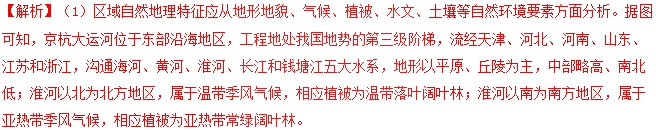 【解析】（1）区域自然地理特征应从地形地貌、气候、植被、水文、土壤等自然环境要素方面分析。据图
可知，京杭大运河位于东部沿海地区，工程地处我国地势的第三级阶梯，流经天津、河北、河南、山东、
江苏和浙江，沟通海河、黄河、淮河、长江和钱塘江五大水系，地形以平原、丘陵为主，中部略高、南北
低；淮河以北为北方地区，属于温带季风气候，相应植被为温带落叶阔叶林；淮河以南为南方地区，属于
亚热带季风气候，相应植被为亚热带常绿阔叶林。